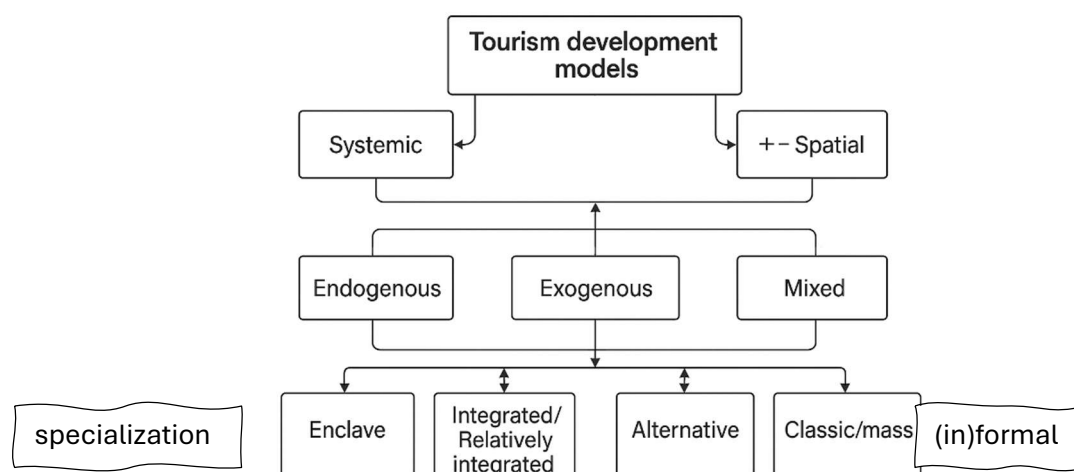 Tourism development
models
Systemic
+− Spatial
Endogenous
Exogenous
Mixed
specialization
Enclave
Integrated/
Relatively
integrated
Alternative
Classic/mass
(in)formal